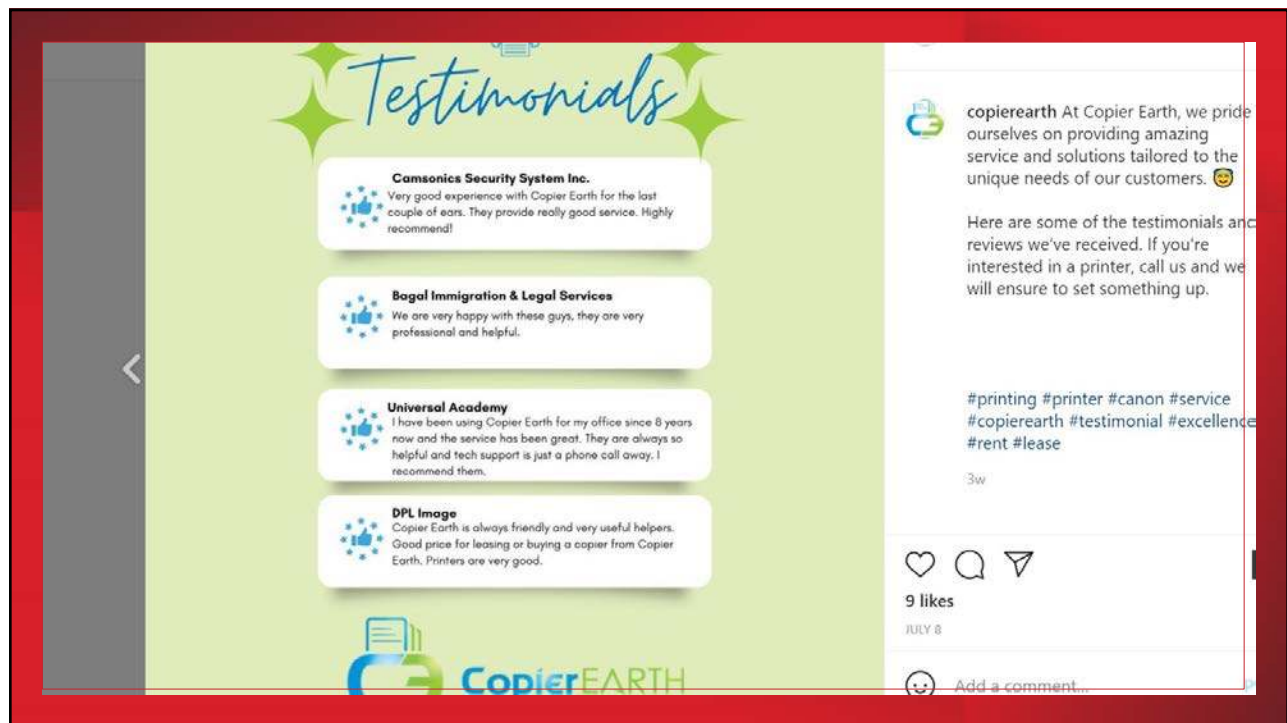 Testimonials
Camsonics Security System Inc.
Very good experience with Copier Earth for the last
couple of ears. They provide really good service. Highly
recommend!
Bagal Immigration & Legal Services
We are very happy with these guys, they are very
professional and helpful.
Universal Academy
I have been using Copier Earth for my office since 8 years
now and the service has been great. They are always so
helpful and tech support is just a phone call away. I
recommend them.
DPL Image
Copier Earth is always friendly and very useful helpers.
Good price for leasing or buying a copier from Copier
Earth. Printers are very good.
CopierEARTH
copierearth At Copier Earth, we pride
ourselves on providing amazing
service and solutions tailored to the
unique needs of our customers. 😇
Here are some of the testimonials and
reviews we've received. If you're
interested in a printer, call us and we
will ensure to set something up.
#printing #printer #canon #service
#copierearth #testimonial #excellence
#rent #lease
3w
9 likes
JULY 8
Add a comment...